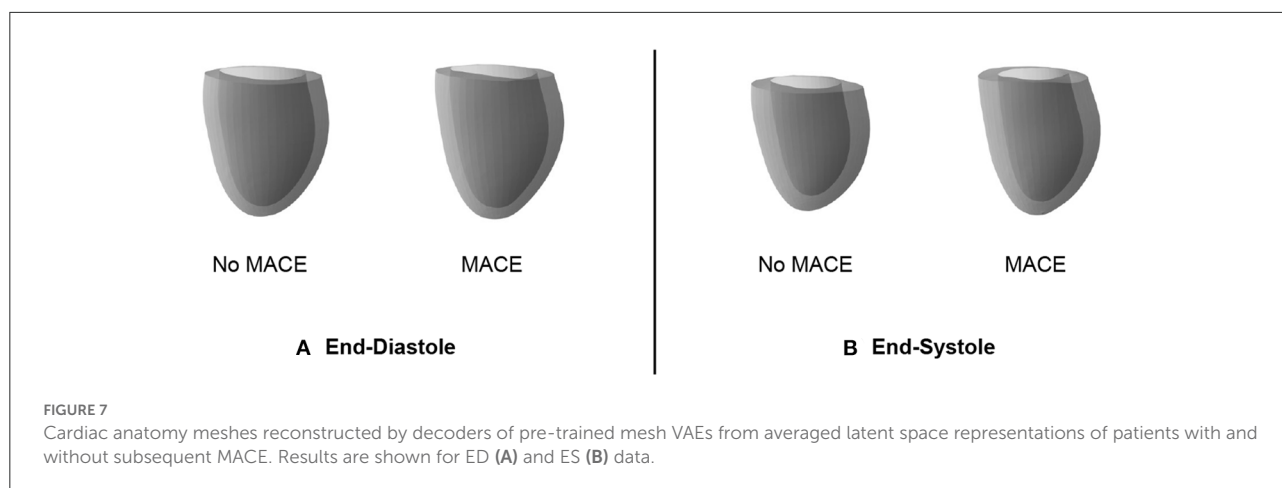 No MACE
MACE
A End-Diastole
No MACE
MACE
B End-Systole
FIGURE 7
Cardiac anatomy meshes reconstructed by decoders of pre-trained mesh VAEs from averaged latent space representations of patients with and
without subsequent MACE. Results are shown for ED (A) and ES (B) data.